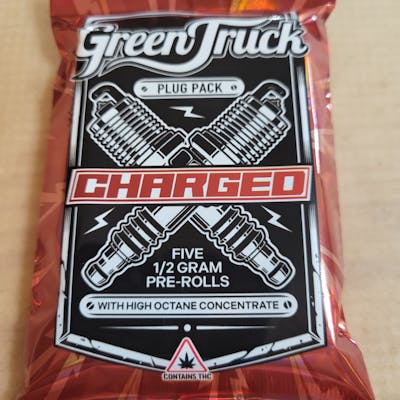 Green Truck
PLUG PACK
CHARGED
FIVE
1/2 GRAM
PRE-ROLLS
WITH HIGH OCTANE CONCENTRATE
CONTAINS THC